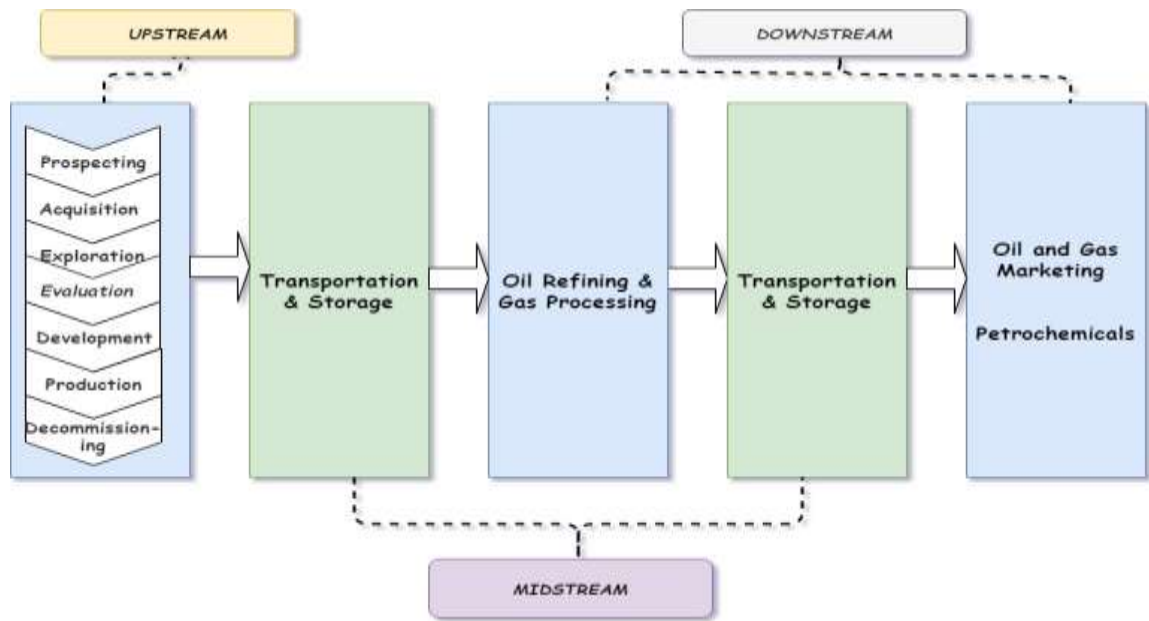 UPSTREAM
DOWNSTREAM
Prospecting
Acquisition
Exploration
Evaluation
Development
Production
Decommission-
ing
Transportation
& Storage
Oil Refining &
Gas Processing
Transportation
& Storage
Oil and Gas
Marketing
Petrochemicals
MIDSTREAM